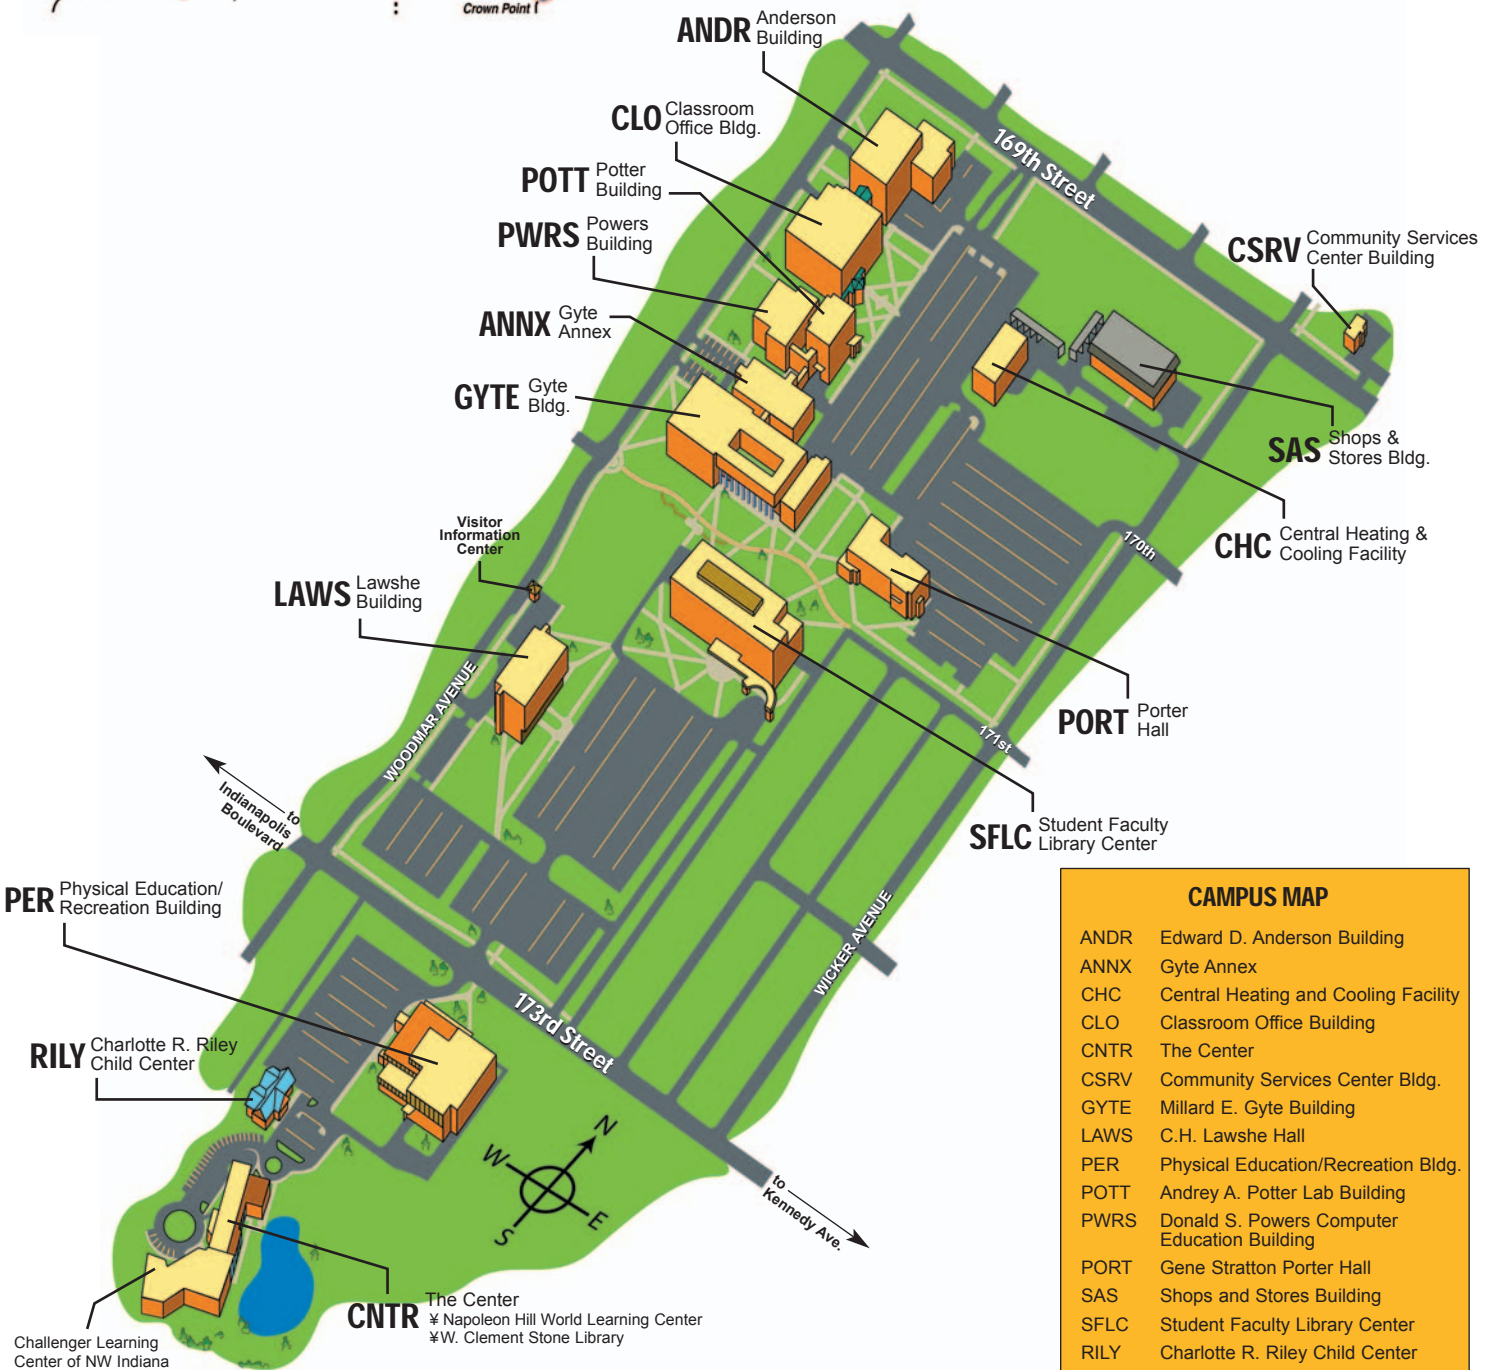 Crown Point
ANDR Anderson
Building
CLO Classroom
Office Bldg.
POTT Potter
Building
PWRS Powers
Building
ANNX Gyte
Annex
GYTE Gyte
Bldg.
169th Street
CSRV Community Services
Center Building
SAS Shops &
Stores Bldg.
CHC Central Heating &
Cooling Facility
170th
Visitor
Information
Center
LAWS Lawshe
Building
WOODMAR AVENUE
PORT Porter
Hall
171st
to
Indianapolis
Boulevard
SFLC Student Faculty
Library Center
WICKER AVENUE
PER Physical Education/
Recreation Building
173rd Street
RILY Charlotte R. Riley
Child Center
N
W
E
S
to
Kennedy Ave.
CNTR The Center
¥ Napoleon Hill World Learning Center
¥W. Clement Stone Library
Challenger Learning
Center of NW Indiana
CAMPUS MAP
ANDR Edward D. Anderson Building
ANNX Gyte Annex
CHC Central Heating and Cooling Facility
CLO Classroom Office Building
CNTR The Center
CSRV Community Services Center Bldg.
GYTE Millard E. Gyte Building
LAWS C.H. Lawshe Hall
PER Physical Education/Recreation Bldg.
POTT Andrey A. Potter Lab Building
PWRS Donald S. Powers Computer
Education Building
PORT Gene Stratton Porter Hall
SAS Shops and Stores Building
SFLC Student Faculty Library Center
RILY Charlotte R. Riley Child Center